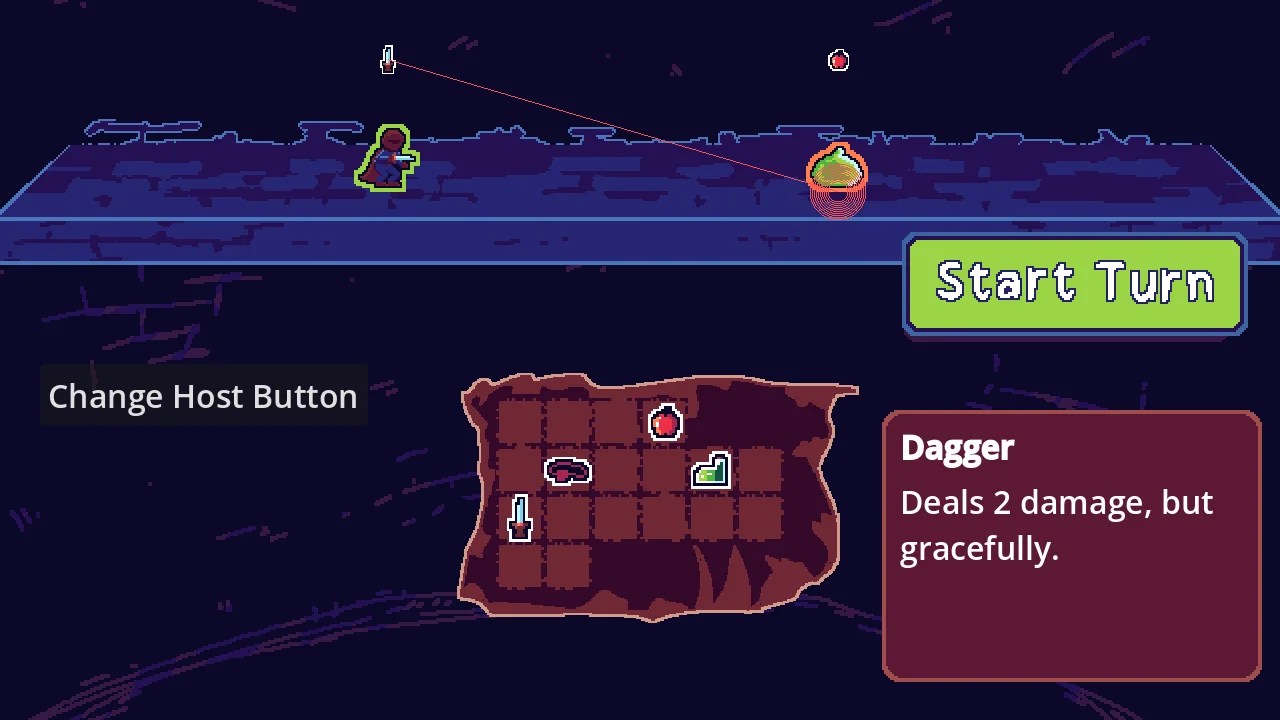 Start Turn
Change Host Button
Dagger
Deals 2 damage, but
gracefully.